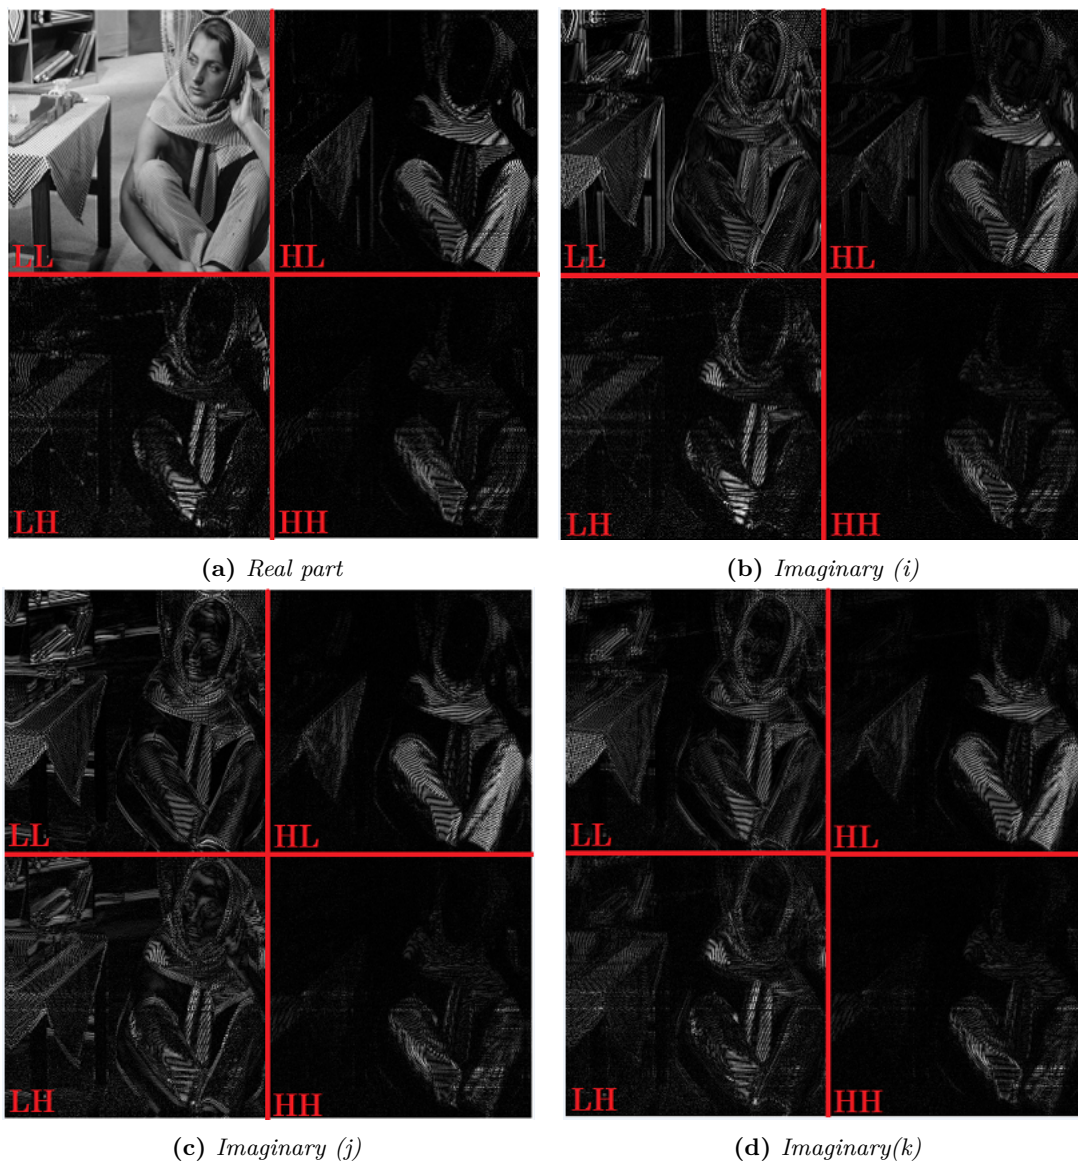 LL HL LL HL
LH HH LH HH
(a) Real part (b) Imaginary (i)
LL HL LL HL
LH HH LH HH
(c) Imaginary (j) (d) Imaginary(k)